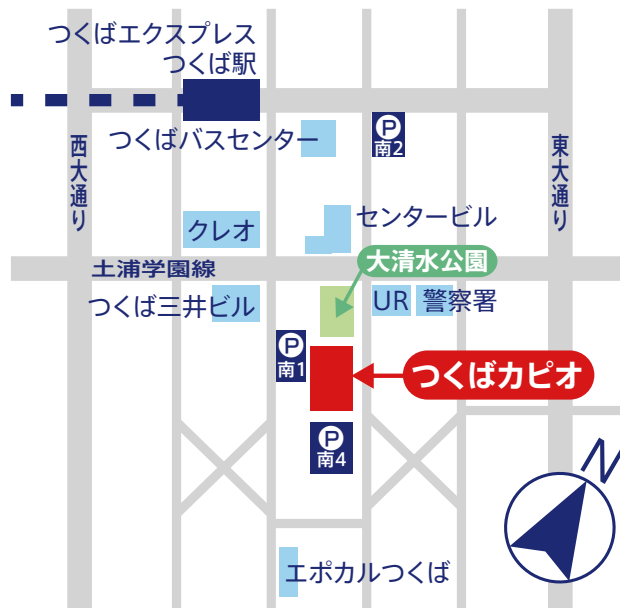 つくばエクスプレス
つくば駅
つくばバスセンター
P
南2
西大通り
東大通り
クレオ
センタービル
大清水公園
土浦学園線
つくば三井ビル
UR
警察署
P
南1
つくばカピオ
P
南4
N
エポカルつくば